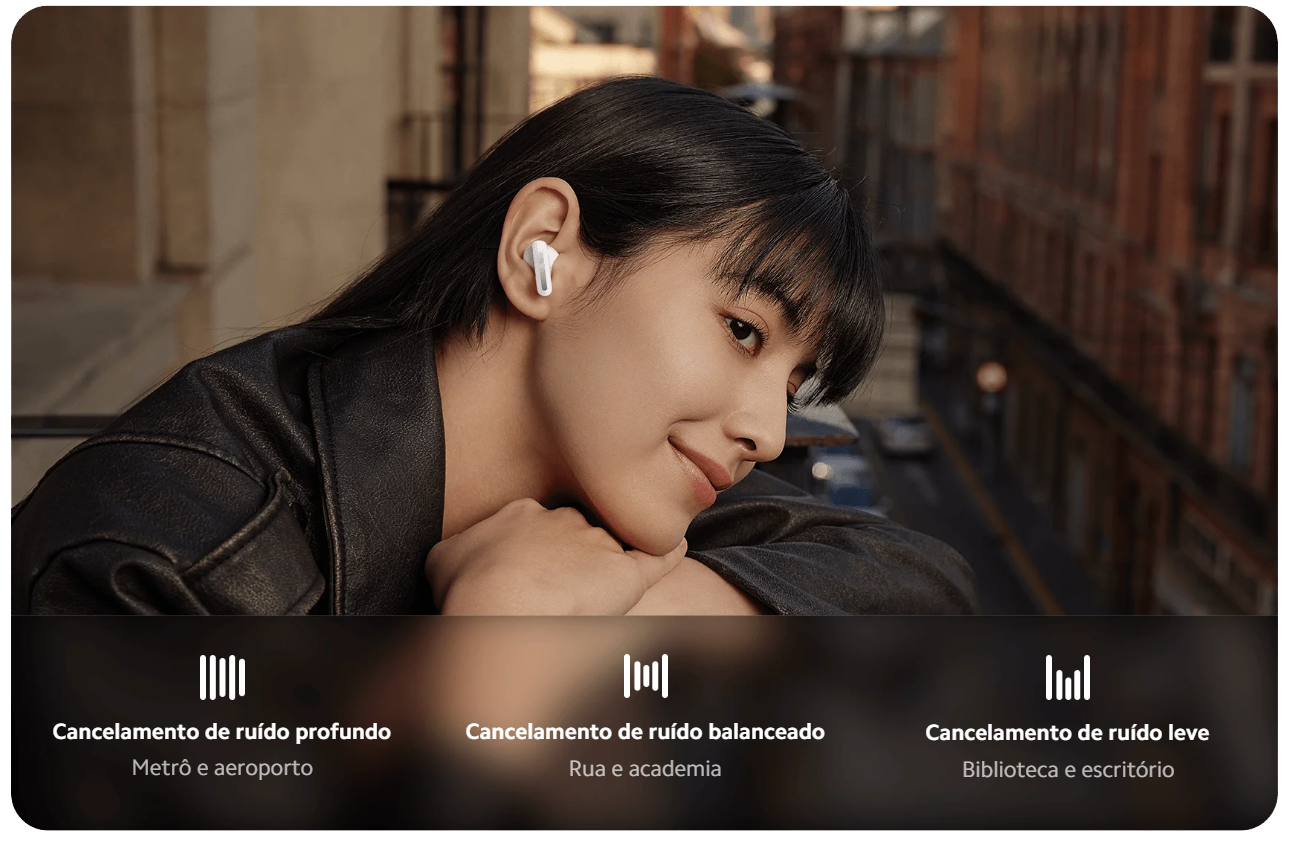 Cancelamento de ruído profundo
Metrô e aeroporto
Cancelamento de ruído balanceado
Rua e academia
Cancelamento de ruído leve
Biblioteca e escritório